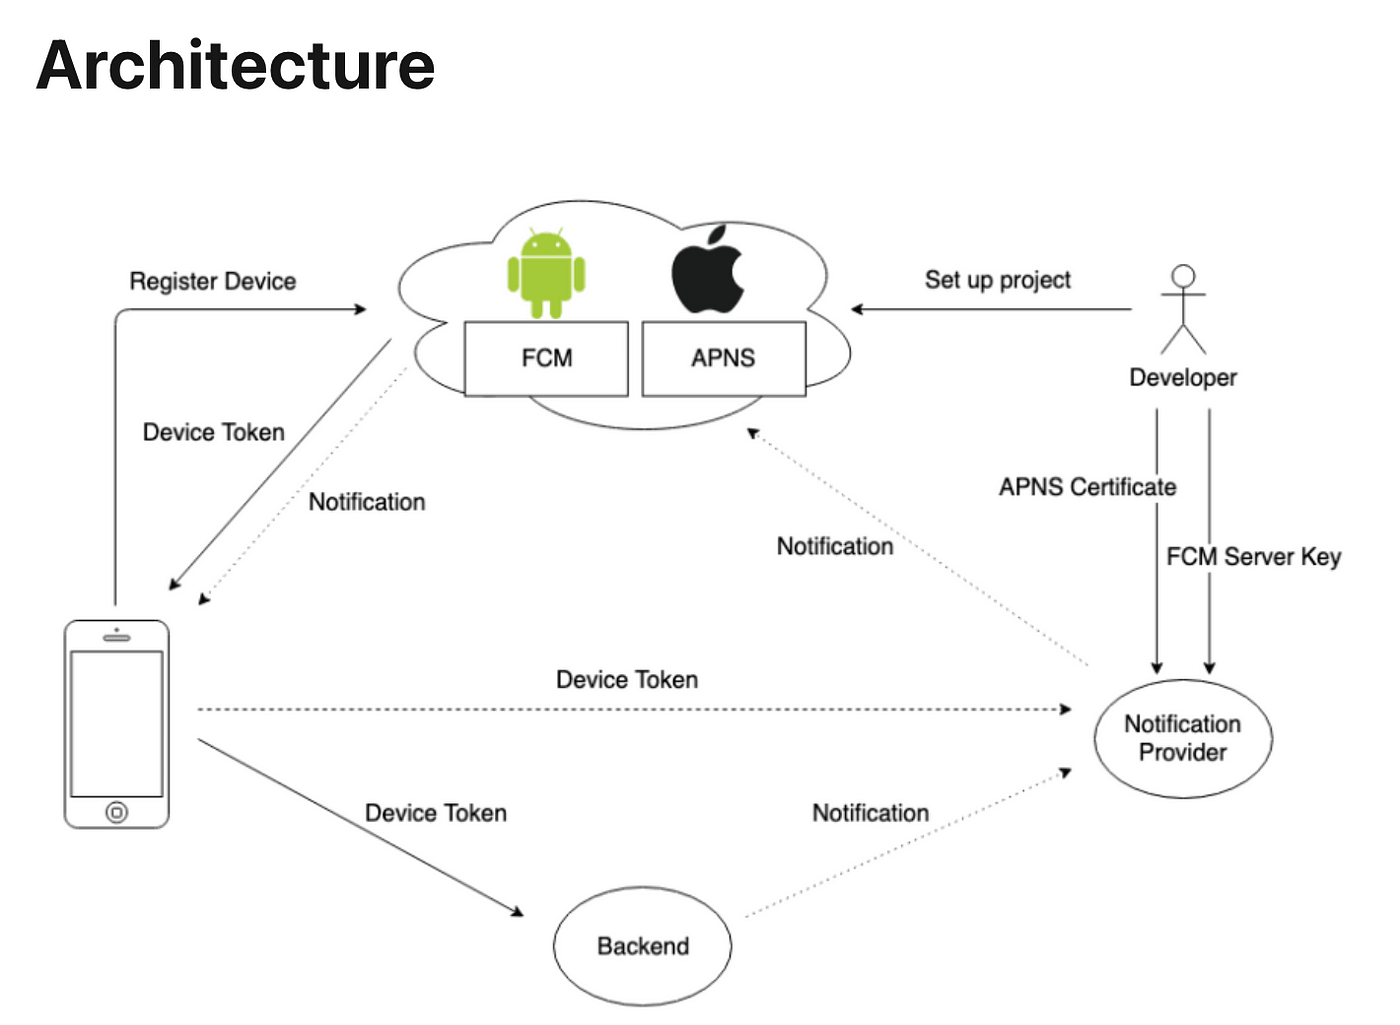 Architecture
Register Device
Set up project
FCM
APNS
Developer
Device Token
Notification
APNS Certificate
Notification
FCM Server Key
Device Token
Notification
Provider
Device Token
Notification
Backend